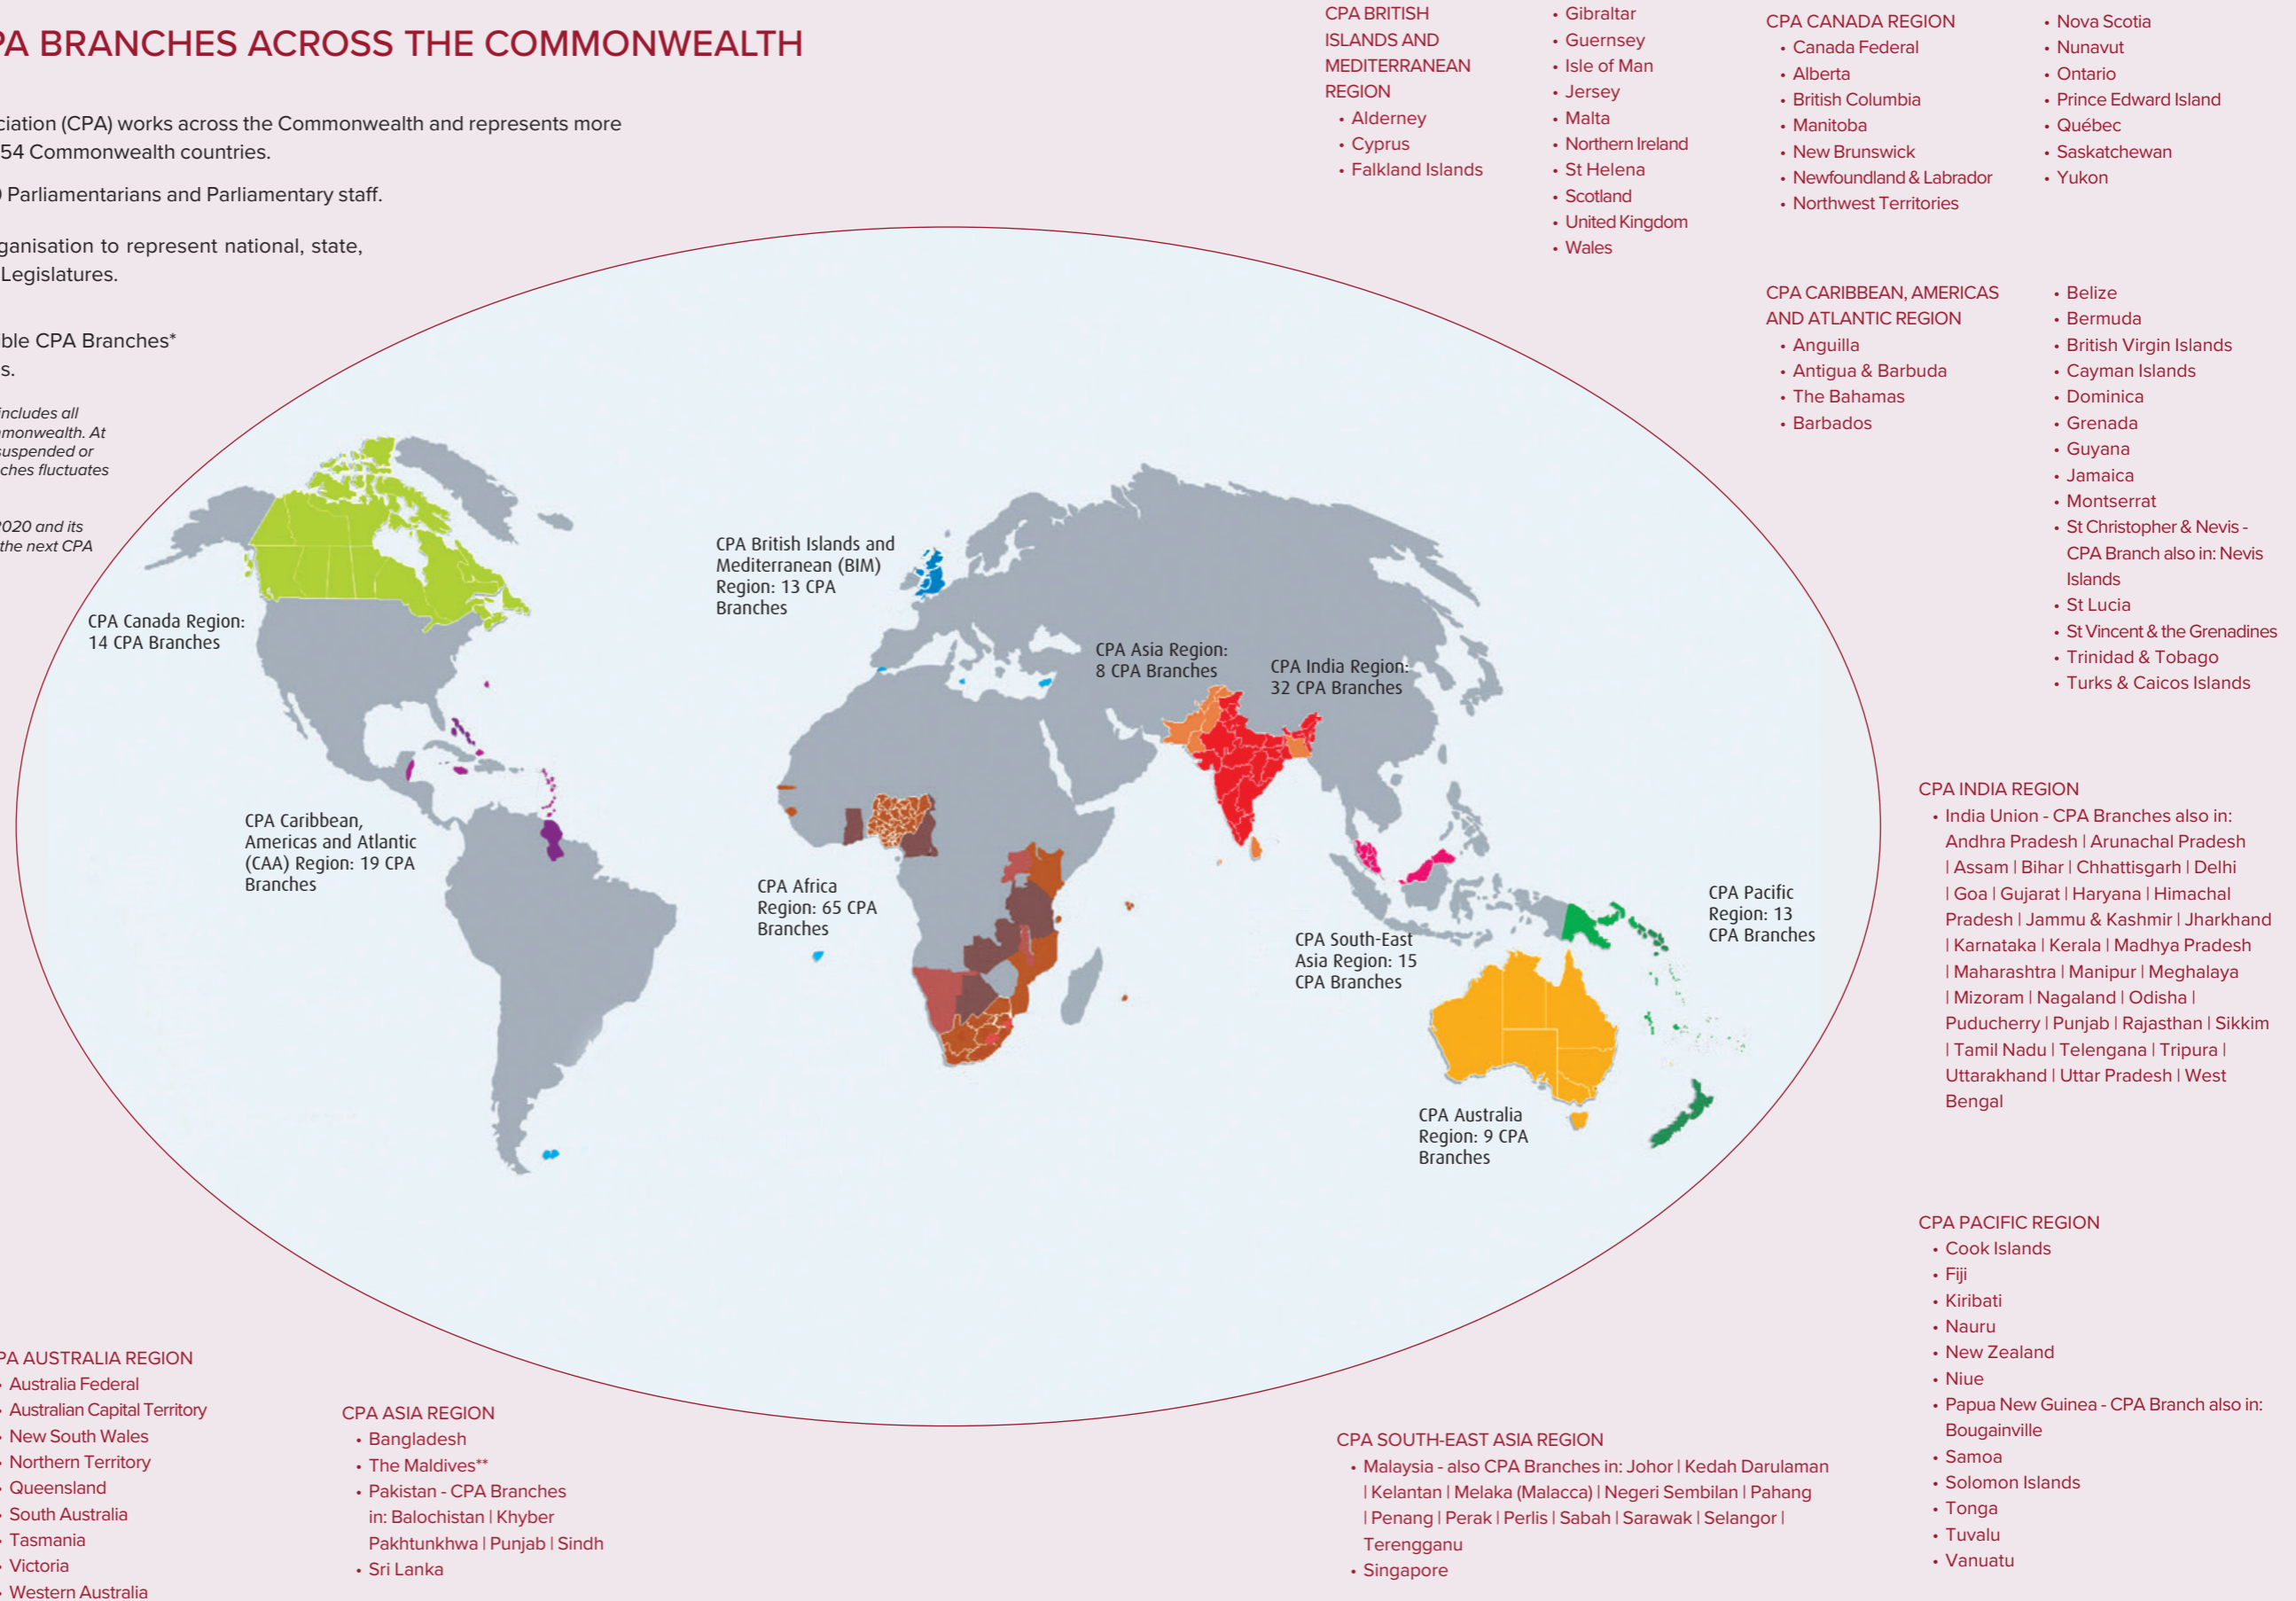 PA BRANCHES ACROSS THE COMMONWEALTH
ciation (CPA) works across the Commonwealth and represents more
54 Commonwealth countries.
0 Parliamentarians and Parliamentary staff.
ganisation to represent national, state,
Legislatures.
ble CPA Branches*
s.
includes all
mmonwealth. At
suspended or
ches fluctuates
2020 and its
the next CPA
CPA BRITISH
ISLANDS AND
MEDITERRANEAN
REGION
• Alderney
• Cyprus
• Falkland Islands
• Gibraltar
• Guernsey
• Isle of Man
• Jersey
• Malta
• Northern Ireland
• St Helena
• Scotland
• United Kingdom
• Wales
CPA CANADA REGION
• Canada Federal
• Alberta
• British Columbia
• Manitoba
• New Brunswick
• Newfoundland & Labrador
• Northwest Territories
• Nova Scotia
• Nunavut
• Ontario
• Prince Edward Island
• Québec
• Saskatchewan
• Yukon
CPA CARIBBEAN, AMERICAS
AND ATLANTIC REGION
• Anguilla
• Antigua & Barbuda
• The Bahamas
• Barbados
• Belize
• Bermuda
• British Virgin Islands
• Cayman Islands
• Dominica
• Grenada
• Guyana
• Jamaica
• Montserrat
• St Christopher & Nevis -
CPA Branch also in: Nevis
Islands
• St Lucia
• St Vincent & the Grenadines
• Trinidad & Tobago
• Turks & Caicos Islands
CPA Canada Region:
14 CPA Branches
CPA British Islands and
Mediterranean (BIM)
Region: 13 CPA
Branches
CPA Asia Region:
8 CPA Branches
CPA India Region:
32 CPA Branches
CPA Caribbean,
Americas and Atlantic
(CAA) Region: 19 CPA
Branches
CPA Africa
Region: 65 CPA
Branches
CPA South-East
Asia Region: 15
CPA Branches
CPA Pacific
Region: 13
CPA Branches
CPA Australia
Region: 9 CPA
Branches
CPA INDIA REGION
• India Union - CPA Branches also in:
Andhra Pradesh | Arunachal Pradesh
| Assam | Bihar | Chhattisgarh | Delhi
| Goa | Gujarat | Haryana | Himachal
Pradesh | Jammu & Kashmir | Jharkhand
| Karnataka | Kerala | Madhya Pradesh
| Maharashtra | Manipur | Meghalaya
| Mizoram | Nagaland | Odisha |
Puducherry | Punjab | Rajasthan | Sikkim
| Tamil Nadu | Telengana | Tripura |
Uttarakhand | Uttar Pradesh | West
Bengal
CPA PACIFIC REGION
• Cook Islands
• Fiji
• Kiribati
• Nauru
• New Zealand
• Niue
• Papua New Guinea - CPA Branch also in:
Bougainville
• Samoa
• Solomon Islands
• Tonga
• Tuvalu
• Vanuatu
PA AUSTRALIA REGION
• Australia Federal
• Australian Capital Territory
• New South Wales
• Northern Territory
• Queensland
• South Australia
• Tasmania
• Victoria
• Western Australia
CPA ASIA REGION
• Bangladesh
• The Maldives**
• Pakistan - CPA Branches
in: Balochistan | Khyber
Pakhtunkhwa | Punjab | Sindh
• Sri Lanka
CPA SOUTH-EAST ASIA REGION
• Malaysia - also CPA Branches in: Johor | Kedah Darulaman
| Kelantan | Melaka (Malacca) | Negeri Sembilan | Pahang
| Penang | Perak | Perlis | Sabah | Sarawak | Selangor |
Terengganu
• Singapore